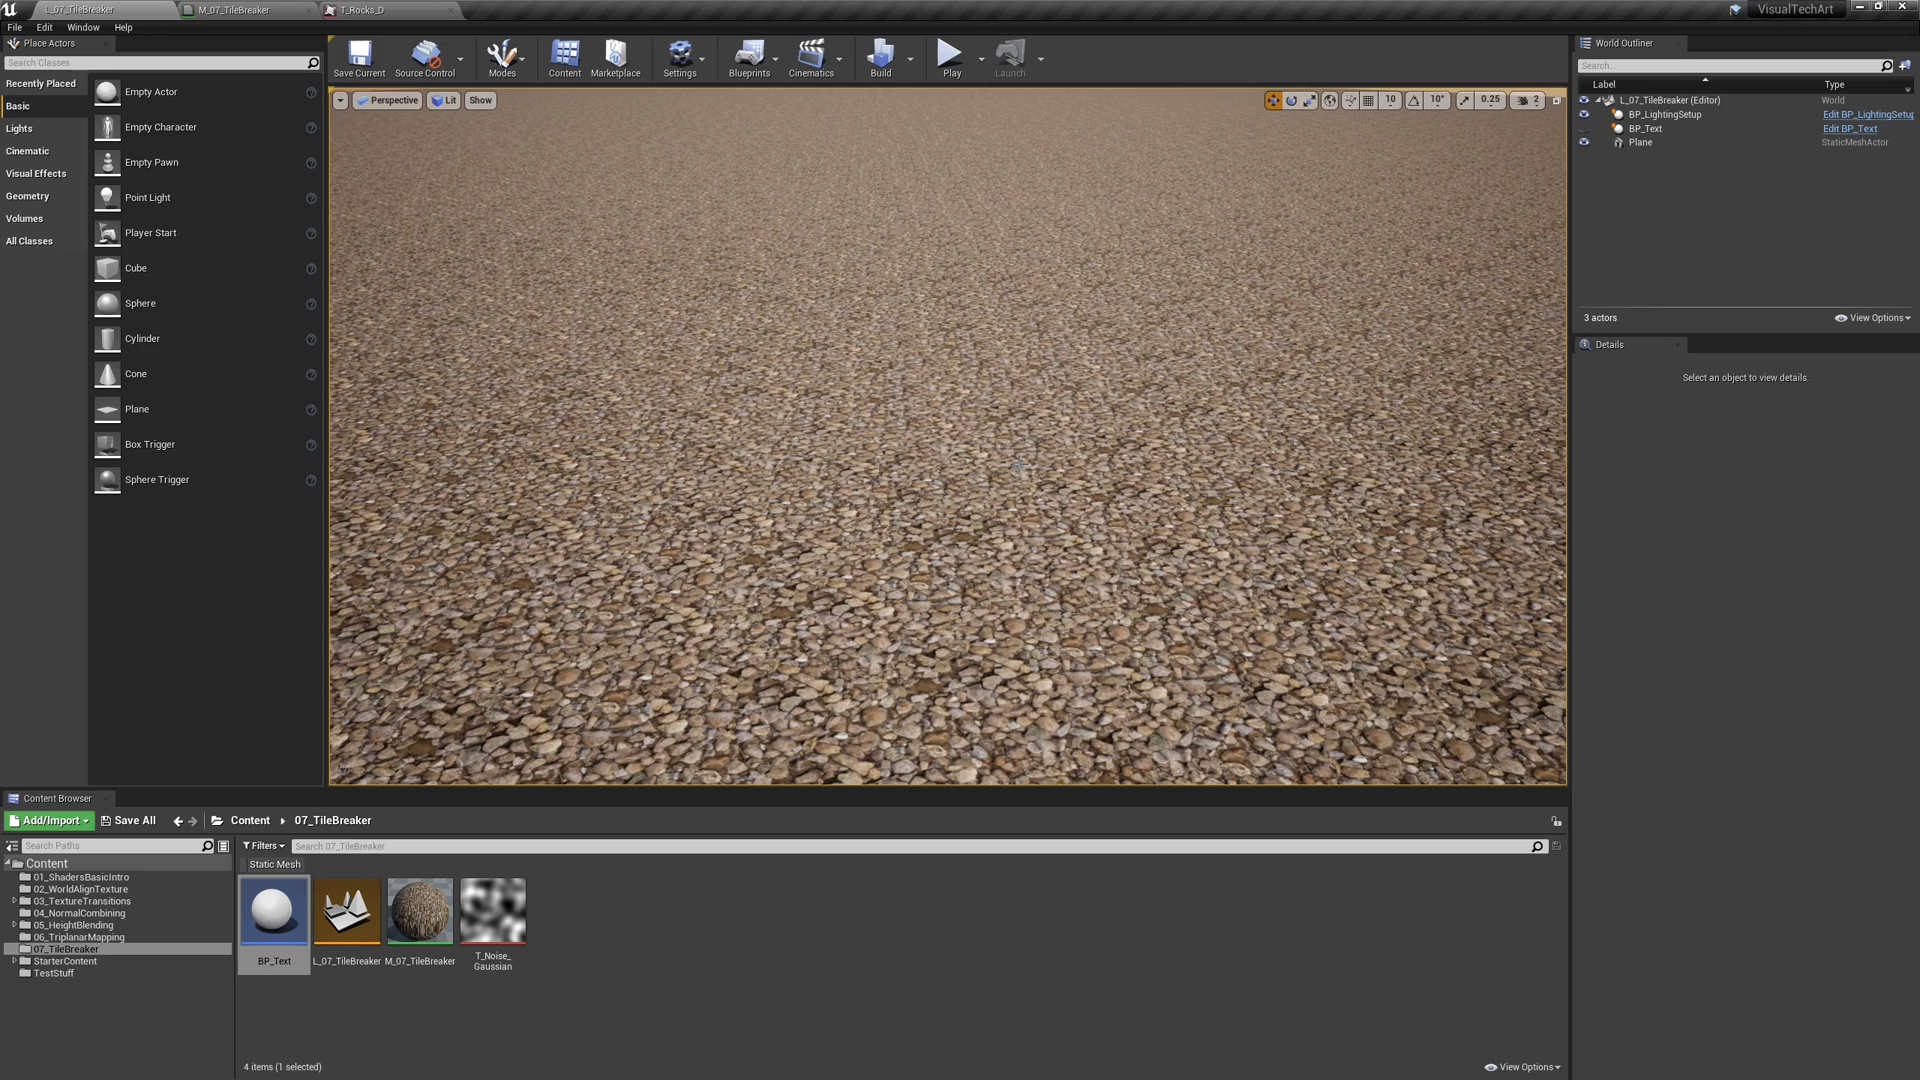 L_07_TileBreaker
M_07_TileBreaker
T_Rocks_D
VisualTechArt
File Edit Window Help
Place Actors
Search Classes
Recently Placed
Basic
Lights
Cinematic
Visual Effects
Geometry
Volumes
All Classes
Empty Actor
Empty Character
Empty Pawn
Point Light
Player Start
Cube
Sphere
Cylinder
Cone
Plane
Box Trigger
Sphere Trigger
Save Current
Source Control
Modes
Content
Marketplace
Settings
Blueprints
Cinematics
Build
Play
Launch
Perspective
Lit
Show
10
10°
0.25
2
World Outliner
Search...
Label Type
L_07_TileBreaker (Editor) World
BP_LightingSetup Edit BP_LightingSetup
BP_Text Edit BP_Text
Plane StaticMeshActor
3 actors
View Options
Details
Select an object to view details.
Content Browser
Add/Import
Save All
Content
07_TileBreaker
Search Paths
Content
01_ShadersBasicIntro
02_WorldAlignTexture
03_TextureTransitions
04_NormalCombining
05_HeightBlending
06_TriplanarMapping
07_TileBreaker
StarterContent
TestStuff
Filters
Search 07_TileBreaker
Static Mesh
BP_Text
L_07_TileBreaker
M_07_TileBreaker
T_Noise_
Gaussian
4 items (1 selected)
View Options